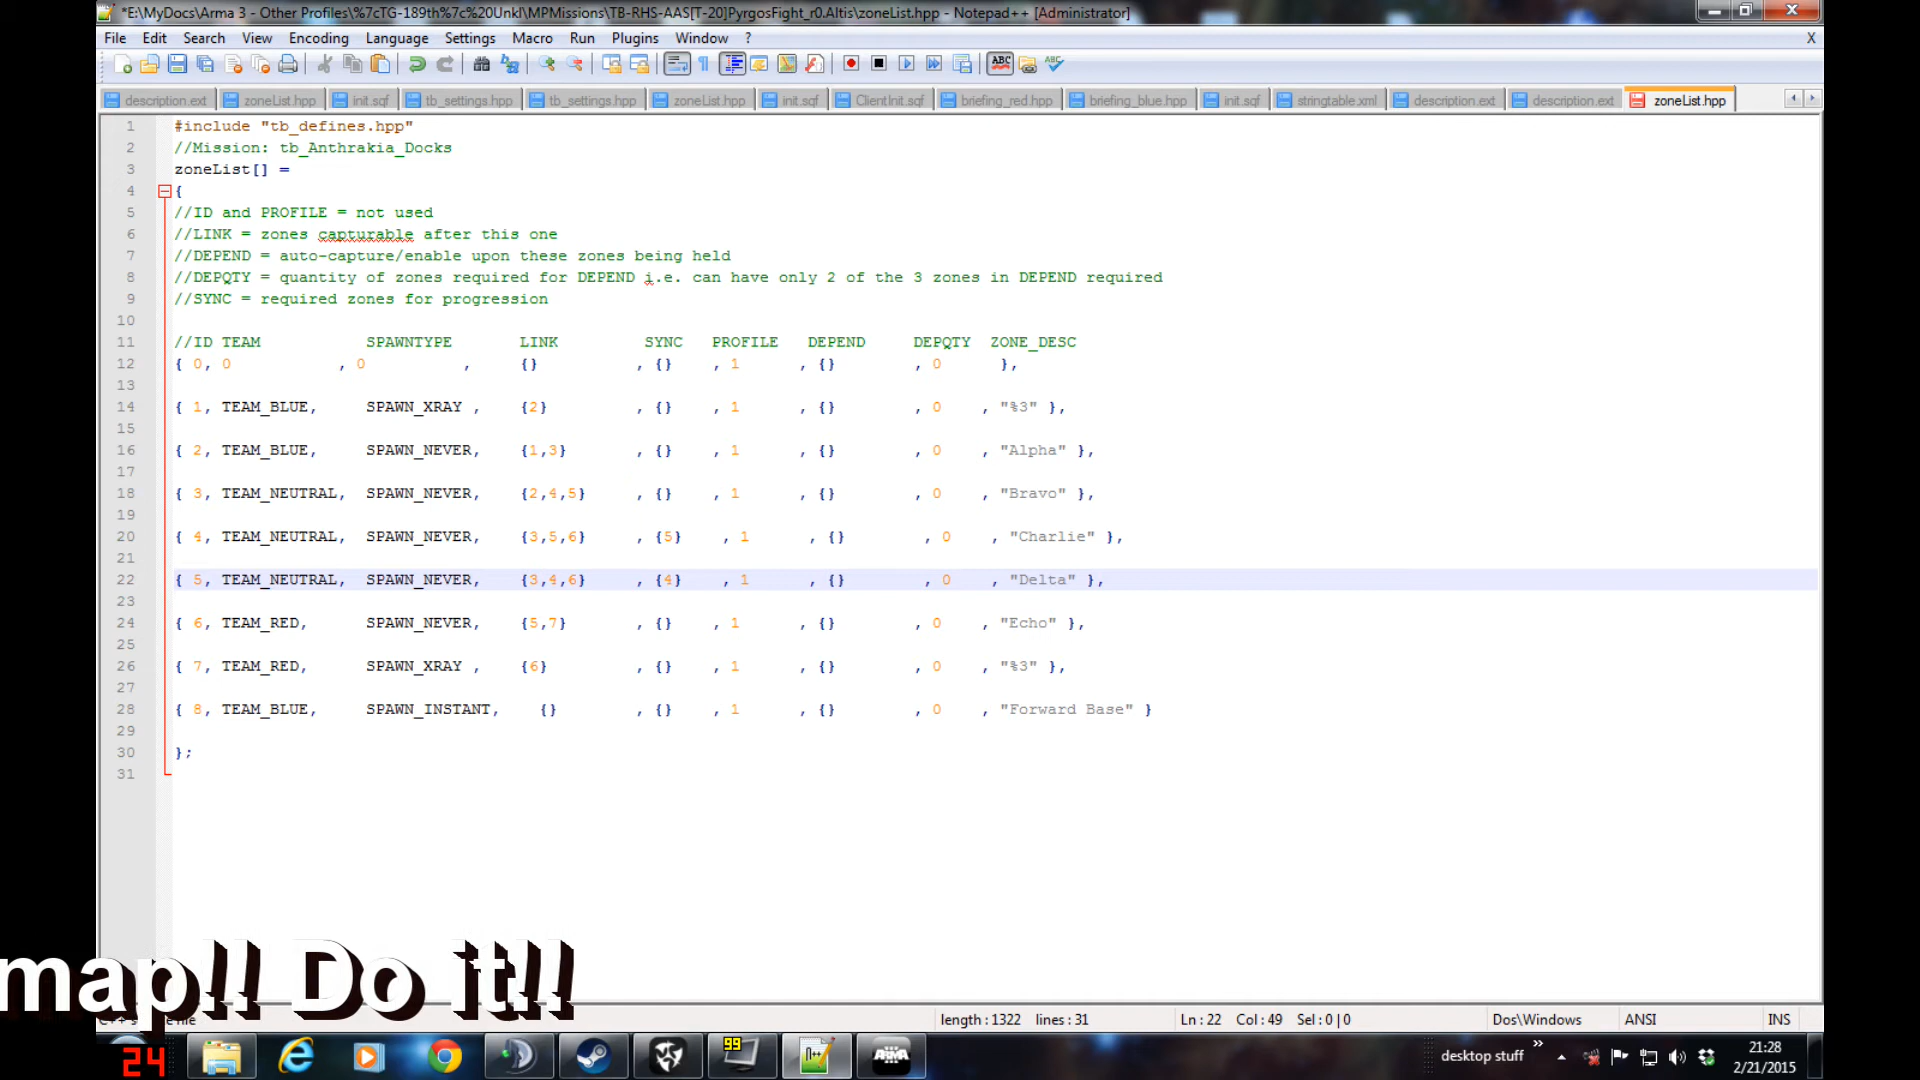 *E:\MyDocs\Arma 3 - Other Profiles\%7cTG-189th%7c%20Unkl\MPMissions\TB-RHS-AAS[T-20]PyrgosFight_r0.Altis\zoneList.hpp - Notepad++ [Administrator]
File Edit Search View Encoding Language Settings Macro Run Plugins Window ? X
description.ext zoneList.hpp init.sqf tb_settings.hpp tb_settings.hpp zoneList.hpp init.sqf ClientInit.sqf briefing_red.hpp briefing_blue.hpp init.sqf stringtable.xml description.ext description.ext zoneList.hpp
1 #include "tb_defines.hpp"
2 //Mission: tb_Anthrakia_Docks
3 zoneList[] =
4 {
5 //ID and PROFILE = not used
6 //LINK = zones capturable after this one
7 //DEPEND = auto-capture/enable upon these zones being held
8 //DEPQTY = quantity of zones required for DEPEND i.e. can have only 2 of the 3 zones in DEPEND required
9 //SYNC = required zones for progression
10
11 //ID TEAM SPAWNTYPE LINK SYNC PROFILE DEPEND DEPQTY ZONE_DESC
12 { 0, 0 , 0 , {} , {} , 1 , {} , 0 },
13
14 { 1, TEAM_BLUE, SPAWN_XRAY , {2} , {} , 1 , {} , 0 , "%3" },
15
16 { 2, TEAM_BLUE, SPAWN_NEVER, {1,3} , {} , 1 , {} , 0 , "Alpha" },
17
18 { 3, TEAM_NEUTRAL, SPAWN_NEVER, {2,4,5} , {} , 1 , {} , 0 , "Bravo" },
19
20 { 4, TEAM_NEUTRAL, SPAWN_NEVER, {3,5,6} , {5} , 1 , {} , 0 , "Charlie" },
21
22 { 5, TEAM_NEUTRAL, SPAWN_NEVER, {3,4,6} , {4} , 1 , {} , 0 , "Delta" },
23
24 { 6, TEAM_RED, SPAWN_NEVER, {5,7} , {} , 1 , {} , 0 , "Echo" },
25
26 { 7, TEAM_RED, SPAWN_XRAY , {6} , {} , 1 , {} , 0 , "%3" },
27
28 { 8, TEAM_BLUE, SPAWN_INSTANT, {} , {} , 1 , {} , 0 , "Forward Base" }
29
30 };
31
map!! Do it!!
length : 1322 lines : 31 Ln : 22 Col : 49 Sel : 0 | 0 Dos\Windows ANSI INS
24 99 ARMA desktop stuff 21:28
2/21/2015